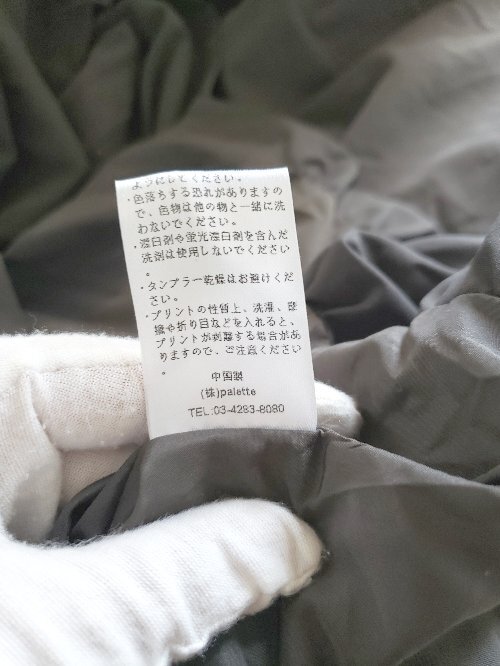 ようにしてください。
・色落ちする恐れがありますの
で、色物は他の物と一緒に洗
わないでください。
・漂白剤や蛍光漂白剤を含んだ
洗剤は使用しないでください
。
・タンブラー乾燥はお避けくだ
さい。
・プリントの性質上、洗濯、摩
擦や折り目などを入れると、
プリントが剥離する場合があ
りますので、ご注意ください
。
中国製
(株)palette
TEL:03-4283-8080